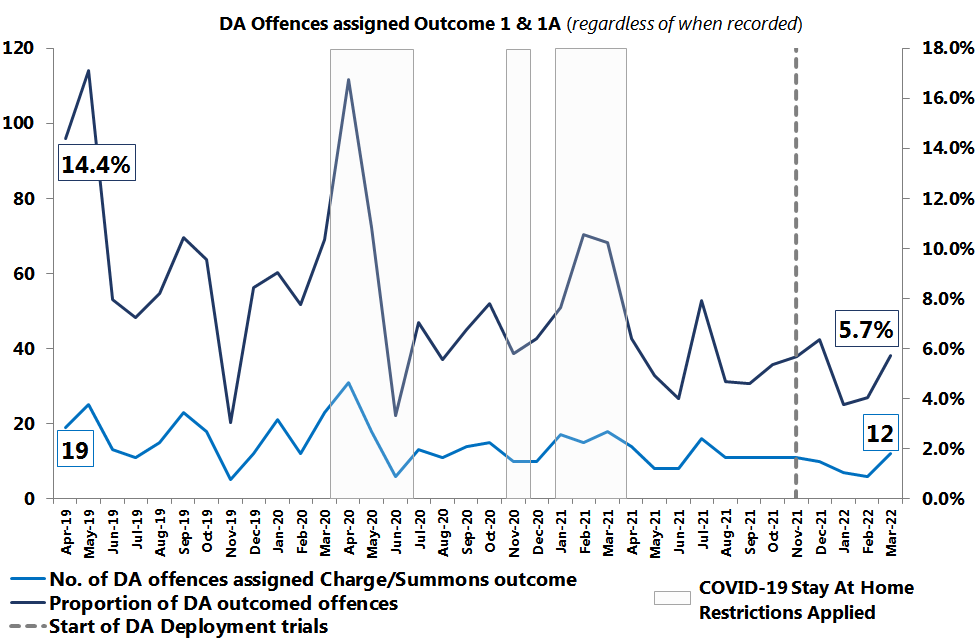 DA Offences assigned Outcome 1 & 1A (regardless of when recorded)
120
100
80
60
40
20
0
18.0%
16.0%
14.0%
12.0%
10.0%
8.0%
6.0%
4.0%
2.0%
0.0%
14.4%
19
5.7%
12
Apr-19
May-19
Jun-19
Jul-19
Aug-19
Sep-19
Oct-19
Nov-19
Dec-19
Jan-20
Feb-20
Mar-20
Apr-20
May-20
Jun-20
Jul-20
Aug-20
Sep-20
Oct-20
Nov-20
Dec-20
Jan-21
Feb-21
Mar-21
Apr-21
May-21
Jun-21
Jul-21
Aug-21
Sep-21
Oct-21
Nov-21
Dec-21
Jan-22
Feb-22
Mar-22
No. of DA offences assigned Charge/Summons outcome
Proportion of DA outcomed offences
Start of DA Deployment trials
COVID-19 Stay At Home
Restrictions Applied